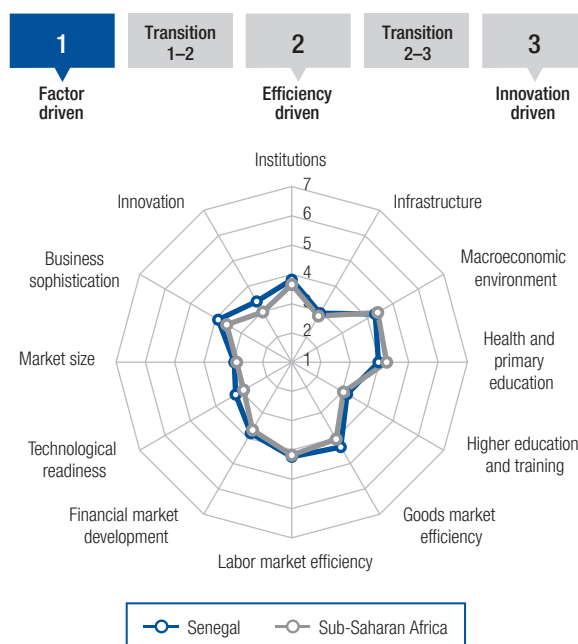 1
Transition
1–2
2
Transition
2–3
3
Factor
driven
Efficiency
driven
Innovation
driven
Institutions
Infrastructure
Macroeconomic
environment
Health and
primary
education
Higher education
and training
Goods market
efficiency
Labor market efficiency
Financial market
development
Technological
readiness
Market size
Business
sophistication
Innovation
7
6
5
4
3
2
1
Senegal
Sub-Saharan Africa